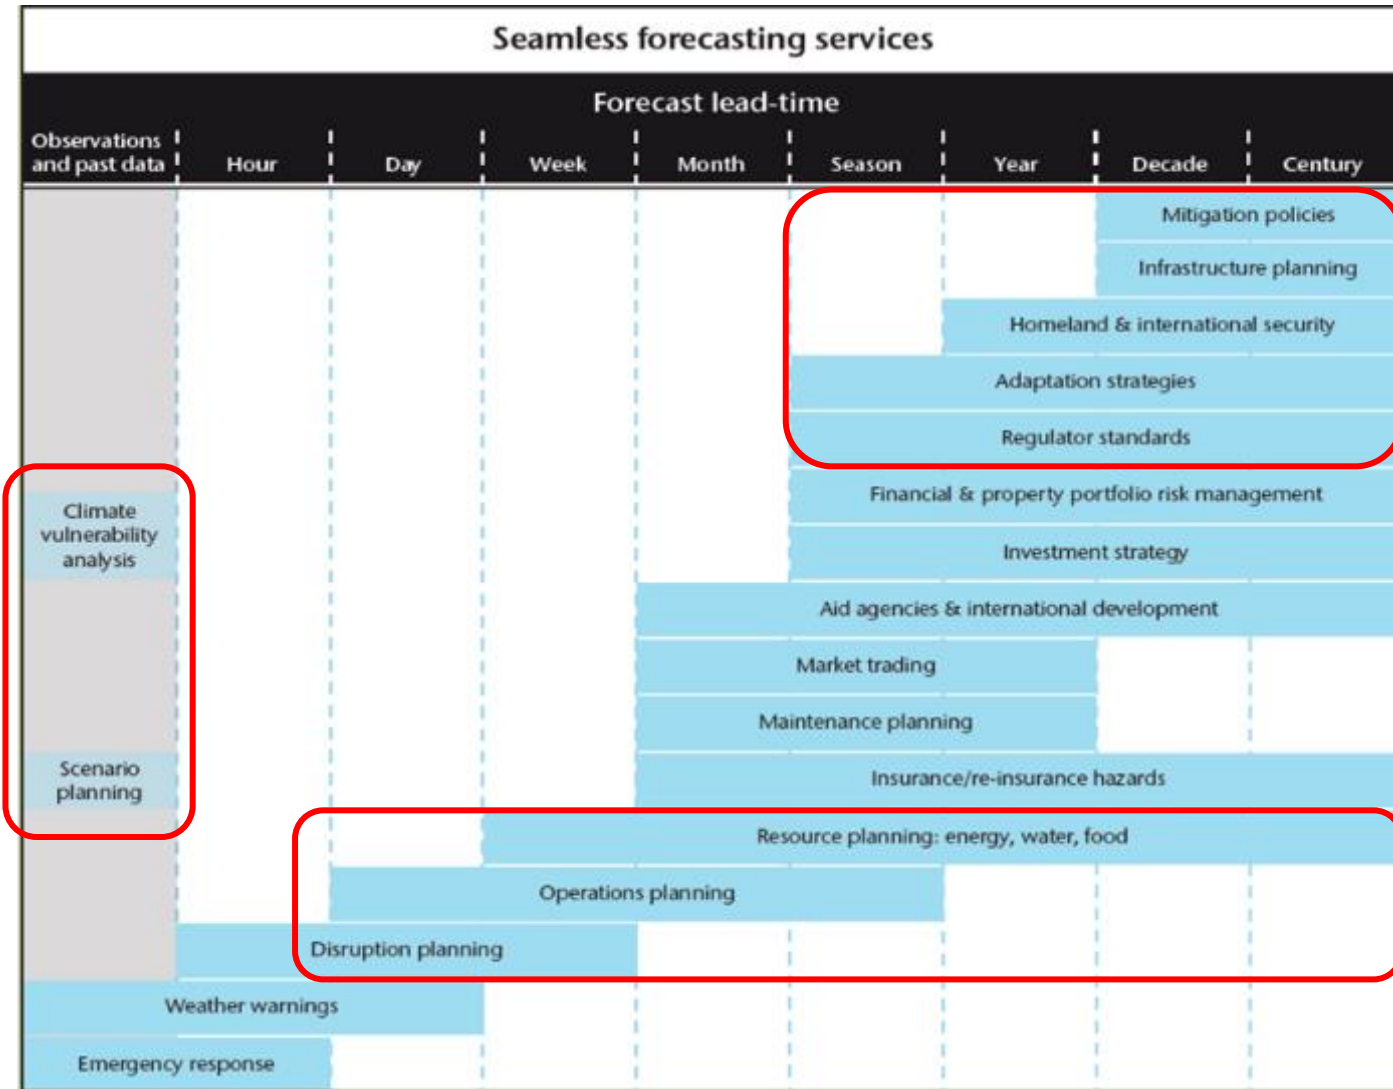 Seamless forecasting services
Forecast lead-time
Observations
and past data
Hour
Day
Week
Month
Season
Year
Decade
Century
Mitigation policies
Infrastructure planning
Homeland & international security
Adaptation strategies
Regulator standards
Financial & property portfolio risk management
Climate
vulnerability
analysis
Investment strategy
Aid agencies & international development
Market trading
Maintenance planning
Scenario
planning
Insurance/re-insurance hazards
Resource planning: energy, water, food
Operations planning
Disruption planning
Weather warnings
Emergency response